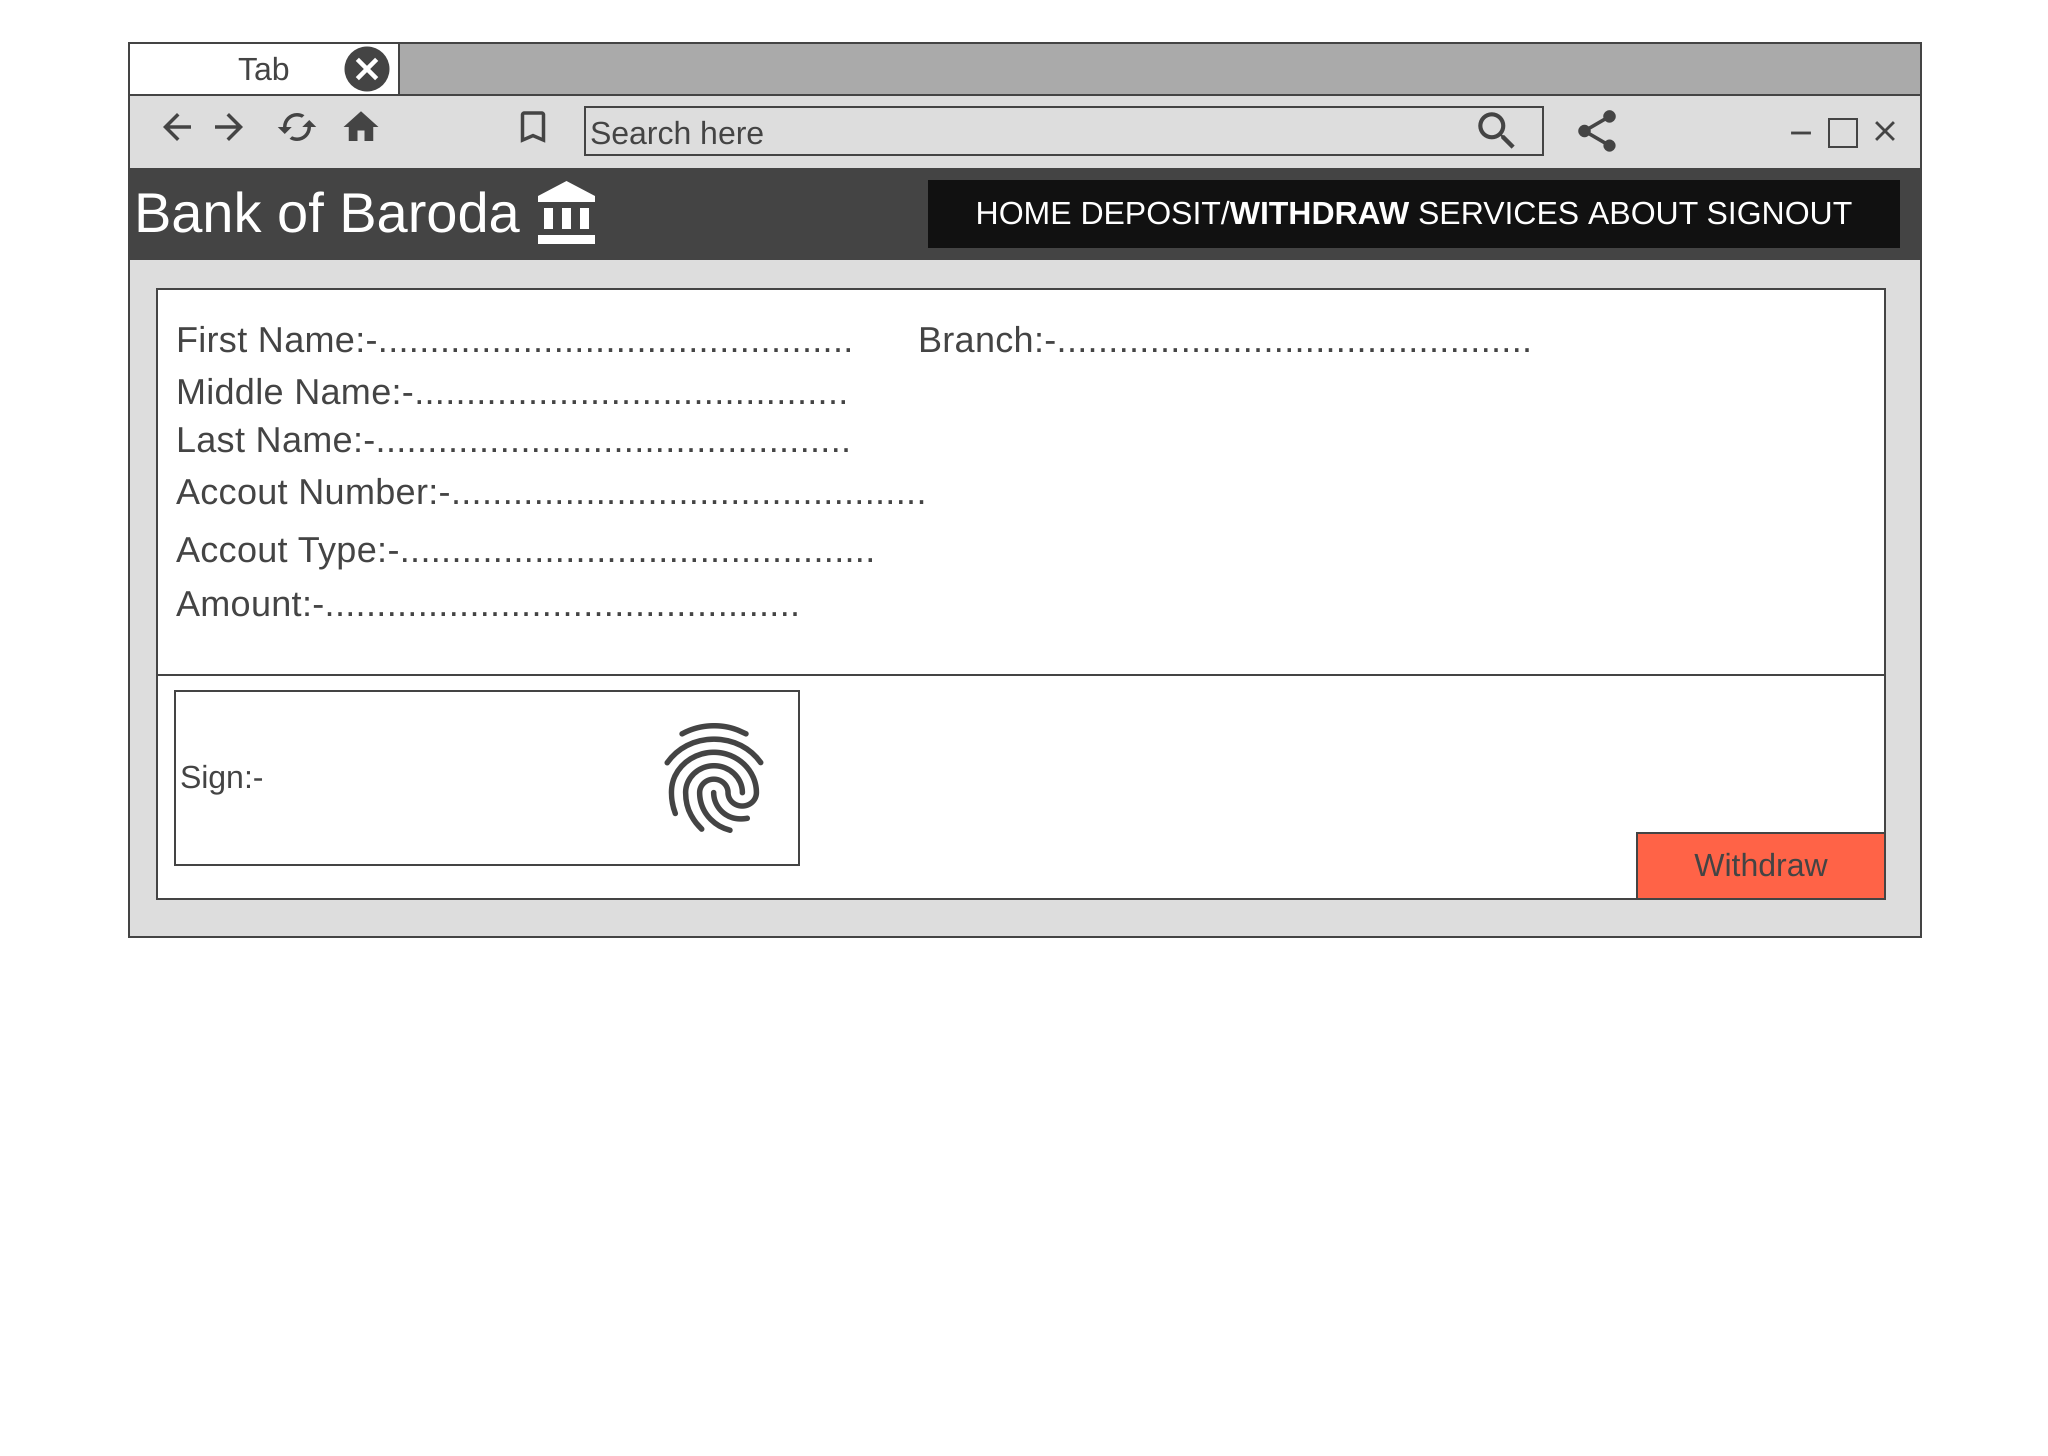 Tab
Search here
Bank of Baroda
HOME DEPOSIT/WITHDRAW SERVICES ABOUT SIGNOUT
First Name:-..............................................
Branch:-..............................................
Middle Name:-..........................................
Last Name:-..............................................
Accout Number:-..............................................
Accout Type:-..............................................
Amount:-..............................................
Sign:-
Withdraw